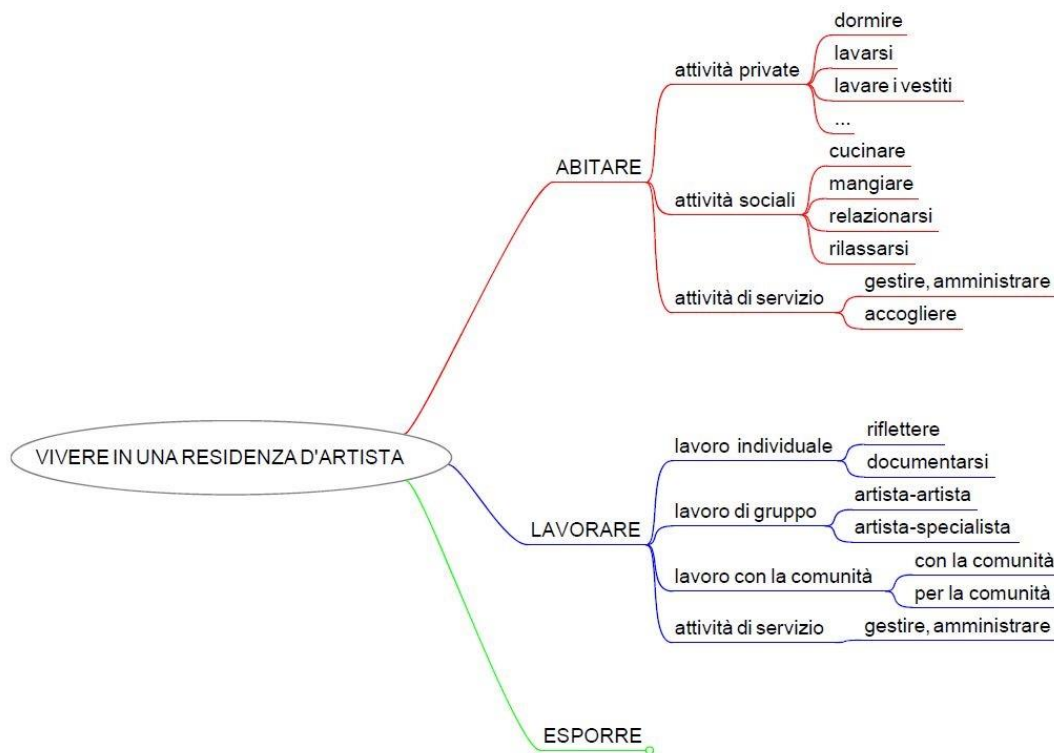 VIVERE IN UNA RESIDENZA D'ARTISTA
ABITARE
attività private
dormire
lavarsi
lavare i vestiti
...
attività sociali
cucinare
mangiare
relazionarsi
rilassarsi
attività di servizio
gestire, amministrare
accogliere
LAVORARE
lavoro individuale
riflettere
documentarsi
lavoro di gruppo
artista-artista
artista-specialista
lavoro con la comunità
con la comunità
per la comunità
attività di servizio
gestire, amministrare
ESPORRE